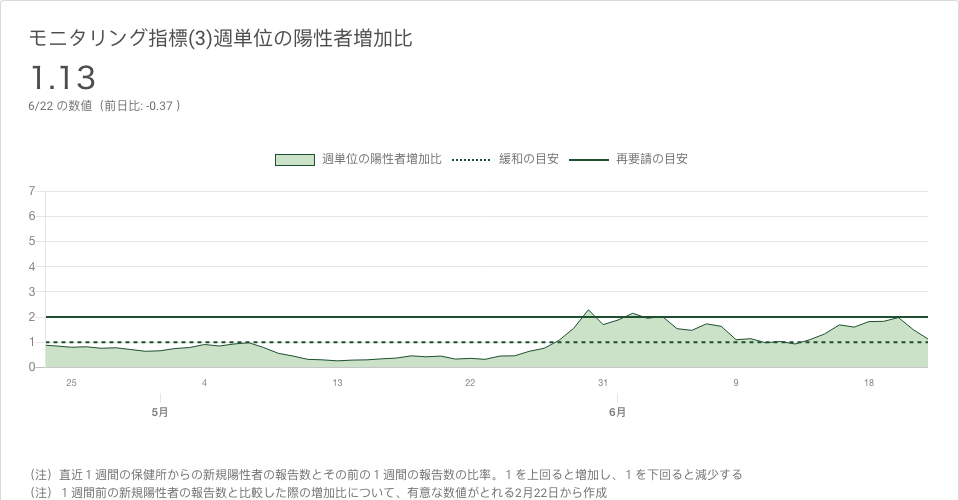 モニタリング指標(3)週単位の陽性者増加比
1.13
6/22 の数値（前日比: -0.37 ）
週単位の陽性者増加比 緩和の目安 再要請の目安
7
6
5
4
3
2
1
0
25 4 13 22 31 9 18
5月 6月
（注）直近１週間の保健所からの新規陽性者の報告数とその前の１週間の報告数の比率。１を上回ると増加し、１を下回ると減少する
（注）１週間前の新規陽性者の報告数と比較した際の増加比について、有意な数値がとれる2月22日から作成